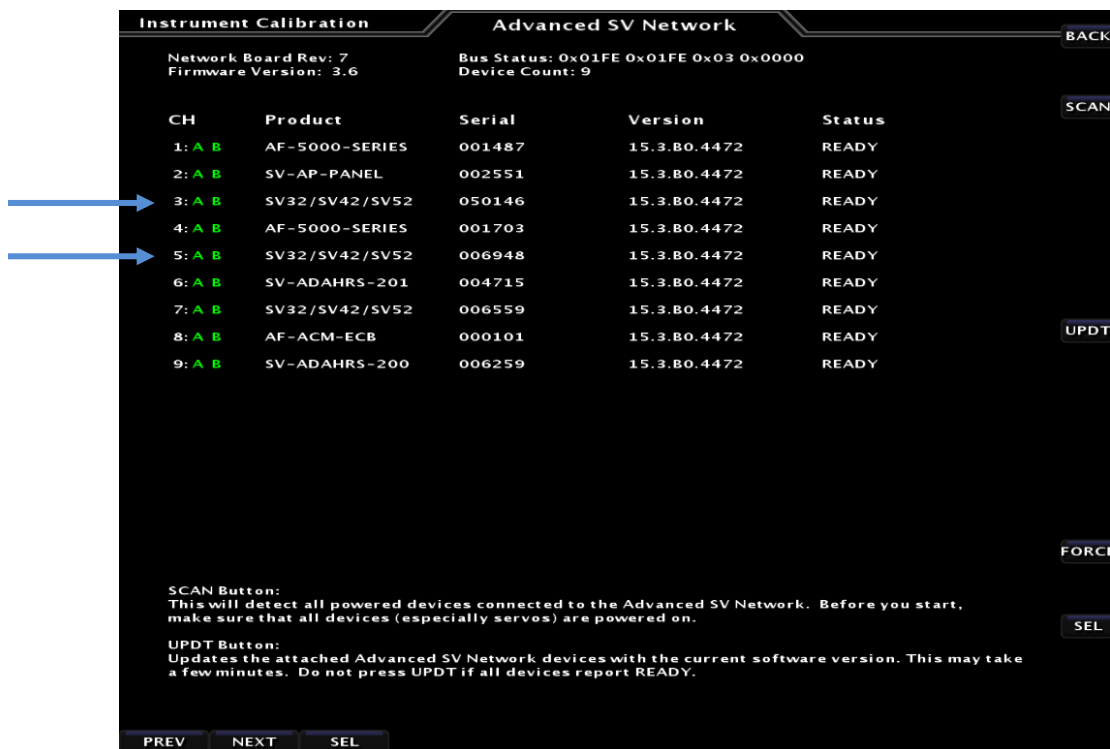 Instrument Calibration Advanced SV Network
BACK
Network Board Rev: 7 Bus Status: 0x01FE 0x01FE 0x03 0x0000
Firmware Version: 3.6 Device Count: 9
SCAN
CH Product Serial Version Status
1: A B AF-5000-SERIES 001487 15.3.B0.4472 READY
2: A B SV-AP-PANEL 002551 15.3.B0.4472 READY
3: A B SV32/SV42/SV52 050146 15.3.B0.4472 READY
4: A B AF-5000-SERIES 001703 15.3.B0.4472 READY
5: A B SV32/SV42/SV52 006948 15.3.B0.4472 READY
6: A B SV-ADAHRS-201 004715 15.3.B0.4472 READY
7: A B SV32/SV42/SV52 006559 15.3.B0.4472 READY
UPDT
8: A B AF-ACM-ECB 000101 15.3.B0.4472 READY
9: A B SV-ADAHRS-200 006259 15.3.B0.4472 READY
FORCE
SCAN Button:
This will detect all powered devices connected to the Advanced SV Network. Before you start,
make sure that all devices (especially servos) are powered on.
SEL
UPDT Button:
Updates the attached Advanced SV Network devices with the current software version. This may take
a few minutes. Do not press UPDT if all devices report READY.
PREV NEXT SEL